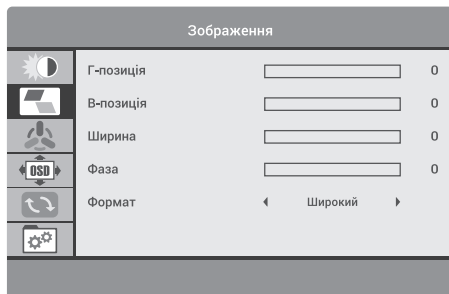 Зображення
Г-позиція 0
В-позиція 0
Ширина 0
Фаза 0
OSD
Формат Широкий